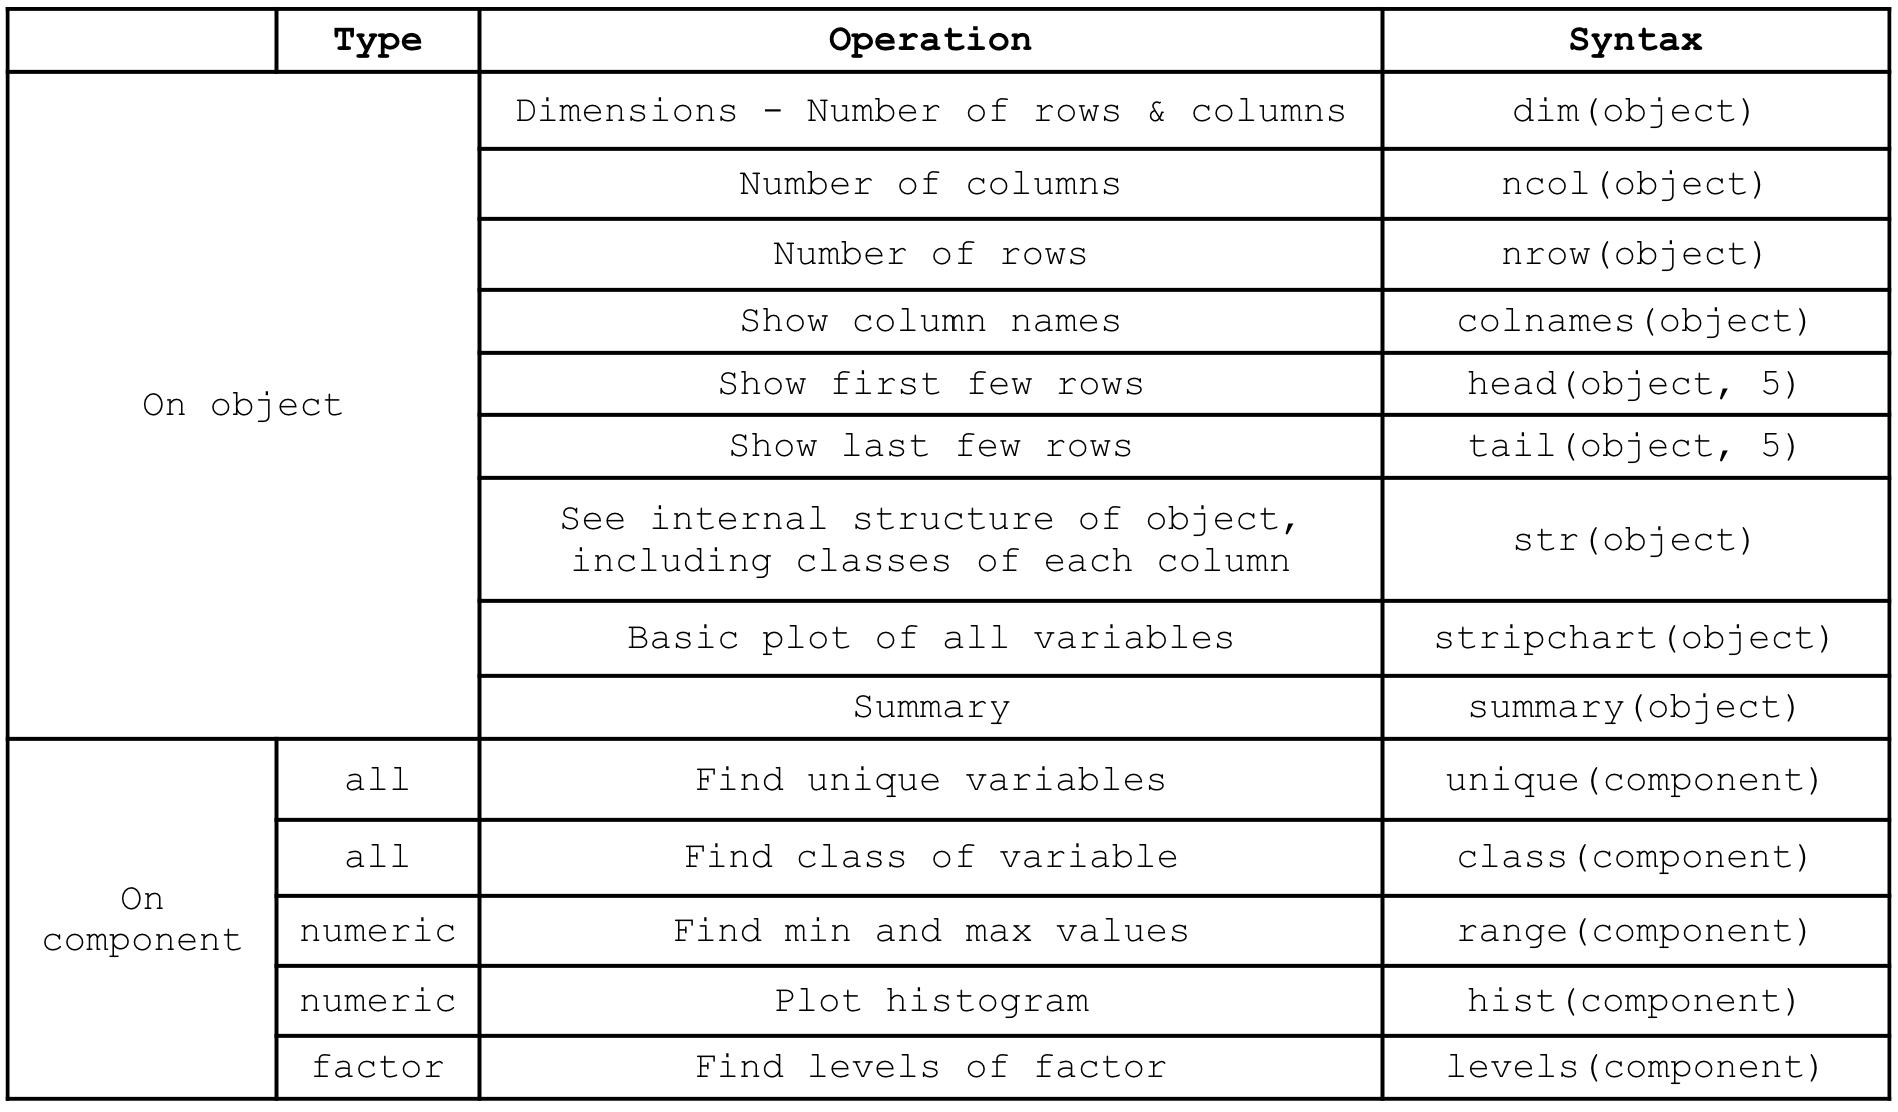 Type Operation Syntax
On object
Dimensions - Number of rows & columns dim(object)
Number of columns ncol(object)
Number of rows nrow(object)
Show column names colnames(object)
Show first few rows head(object, 5)
Show last few rows tail(object, 5)
See internal structure of object,
including classes of each column
str(object)
Basic plot of all variables stripchart(object)
Summary summary(object)
On
component
all Find unique variables unique(component)
all Find class of variable class(component)
numeric Find min and max values range(component)
numeric Plot histogram hist(component)
factor Find levels of factor levels(component)